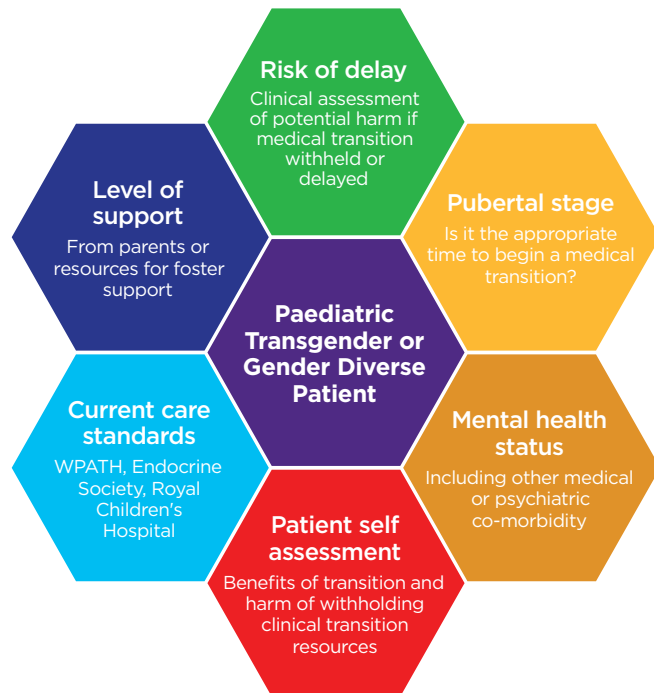 Risk of delay
Clinical assessment
of potential harm if
medical transition
withheld or
delayed
Level of
support
From parents or
resources for foster
support
Pubertal stage
Is it the appropriate
time to begin a medical
transition?
Paediatric
Transgender or
Gender Diverse
Patient
Current care
standards
WPATH, Endocrine
Society, Royal
Children's
Hospital
Mental health
status
Including other medical
or psychiatric
co-morbidity
Patient self
assessment
Benefits of transition and
harm of withholding
clinical transition
resources